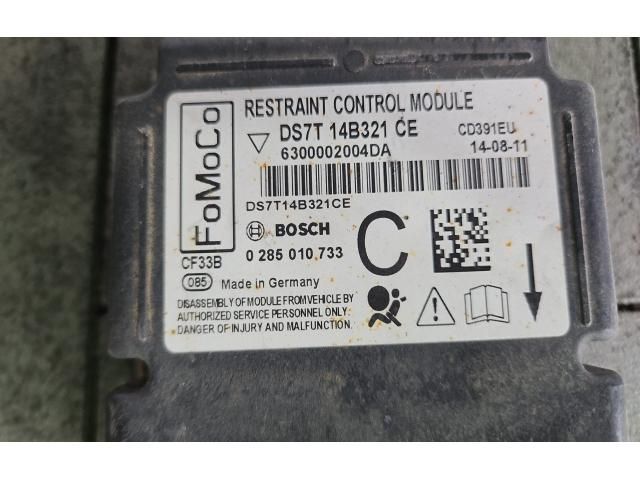 FoMoCo
RESTRAINT CONTROL MODULE
DS7T 14B321 CE CD391EU
6300002004DA 14-08-11
DS7T14B321CE
BOSCH
C
0 285 010 733
CF33B
085 Made in Germany
DISASSEMBLY OF MODULE FROM VEHICLE BY
AUTHORIZED SERVICE PERSONNEL ONLY:
DANGER OF INJURY AND MALFUNCTION.